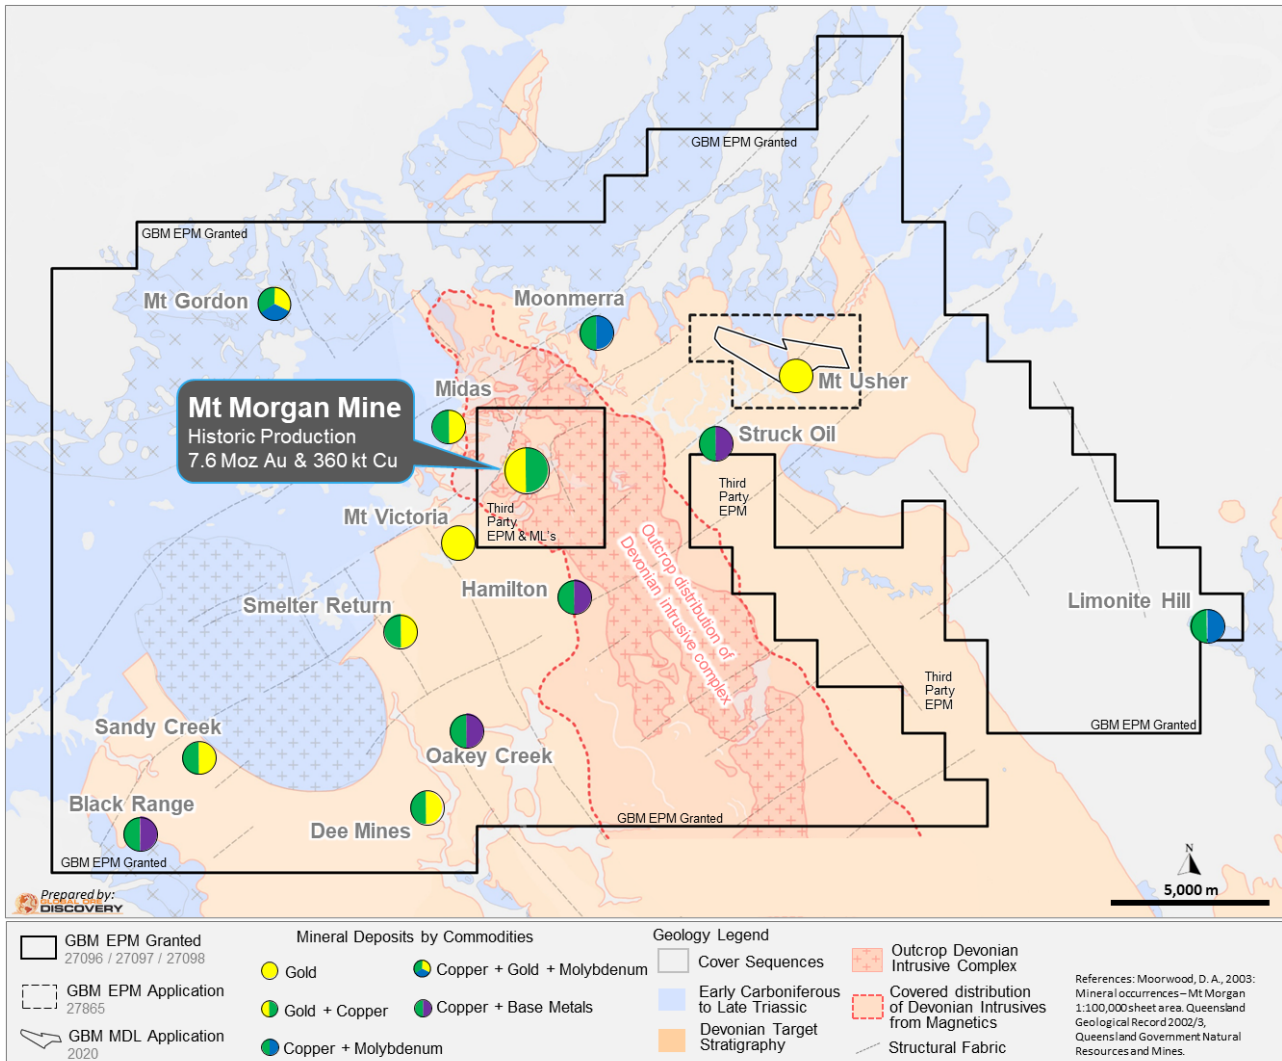 GBM EPM Granted
GBM EPM Granted
Mt Gordon
Moonmerra
Mt Usher
Midas
Mt Morgan Mine
Historic Production
7.6 Moz Au & 360 kt Cu
Struck Oil
Third
Party
EPM
Mt Victoria
Third
Party
EPM & ML's
Outcrop distribution of
Devonian intrusive complex
Hamilton
Smelter Return
Limonite Hill
Third
Party
EPM
Sandy Creek
Oakey Creek
GBM EPM Granted
Black Range
Dee Mines
GBM EPM Granted
GBM EPM Granted
N
5,000 m
Prepared by:
GLOBAL ORE
DISCOVERY
GBM EPM Granted
27096 / 27097 / 27098
GBM EPM Application
27865
GBM MDL Application
2020
Mineral Deposits by Commodities
Gold
Gold + Copper
Copper + Molybdenum
Copper + Gold + Molybdenum
Copper + Base Metals
Geology Legend
Cover Sequences
Early Carboniferous
to Late Triassic
Devonian Target
Stratigraphy
Outcrop Devonian
Intrusive Complex
Covered distribution
of Devonian Intrusives
from Magnetics
Structural Fabric
References: Moorwood, D. A., 2003:
Mineral occurrences – Mt Morgan
1:100,000 sheet area. Queensland
Geological Record 2002/3,
Queensland Government Natural
Resources and Mines.